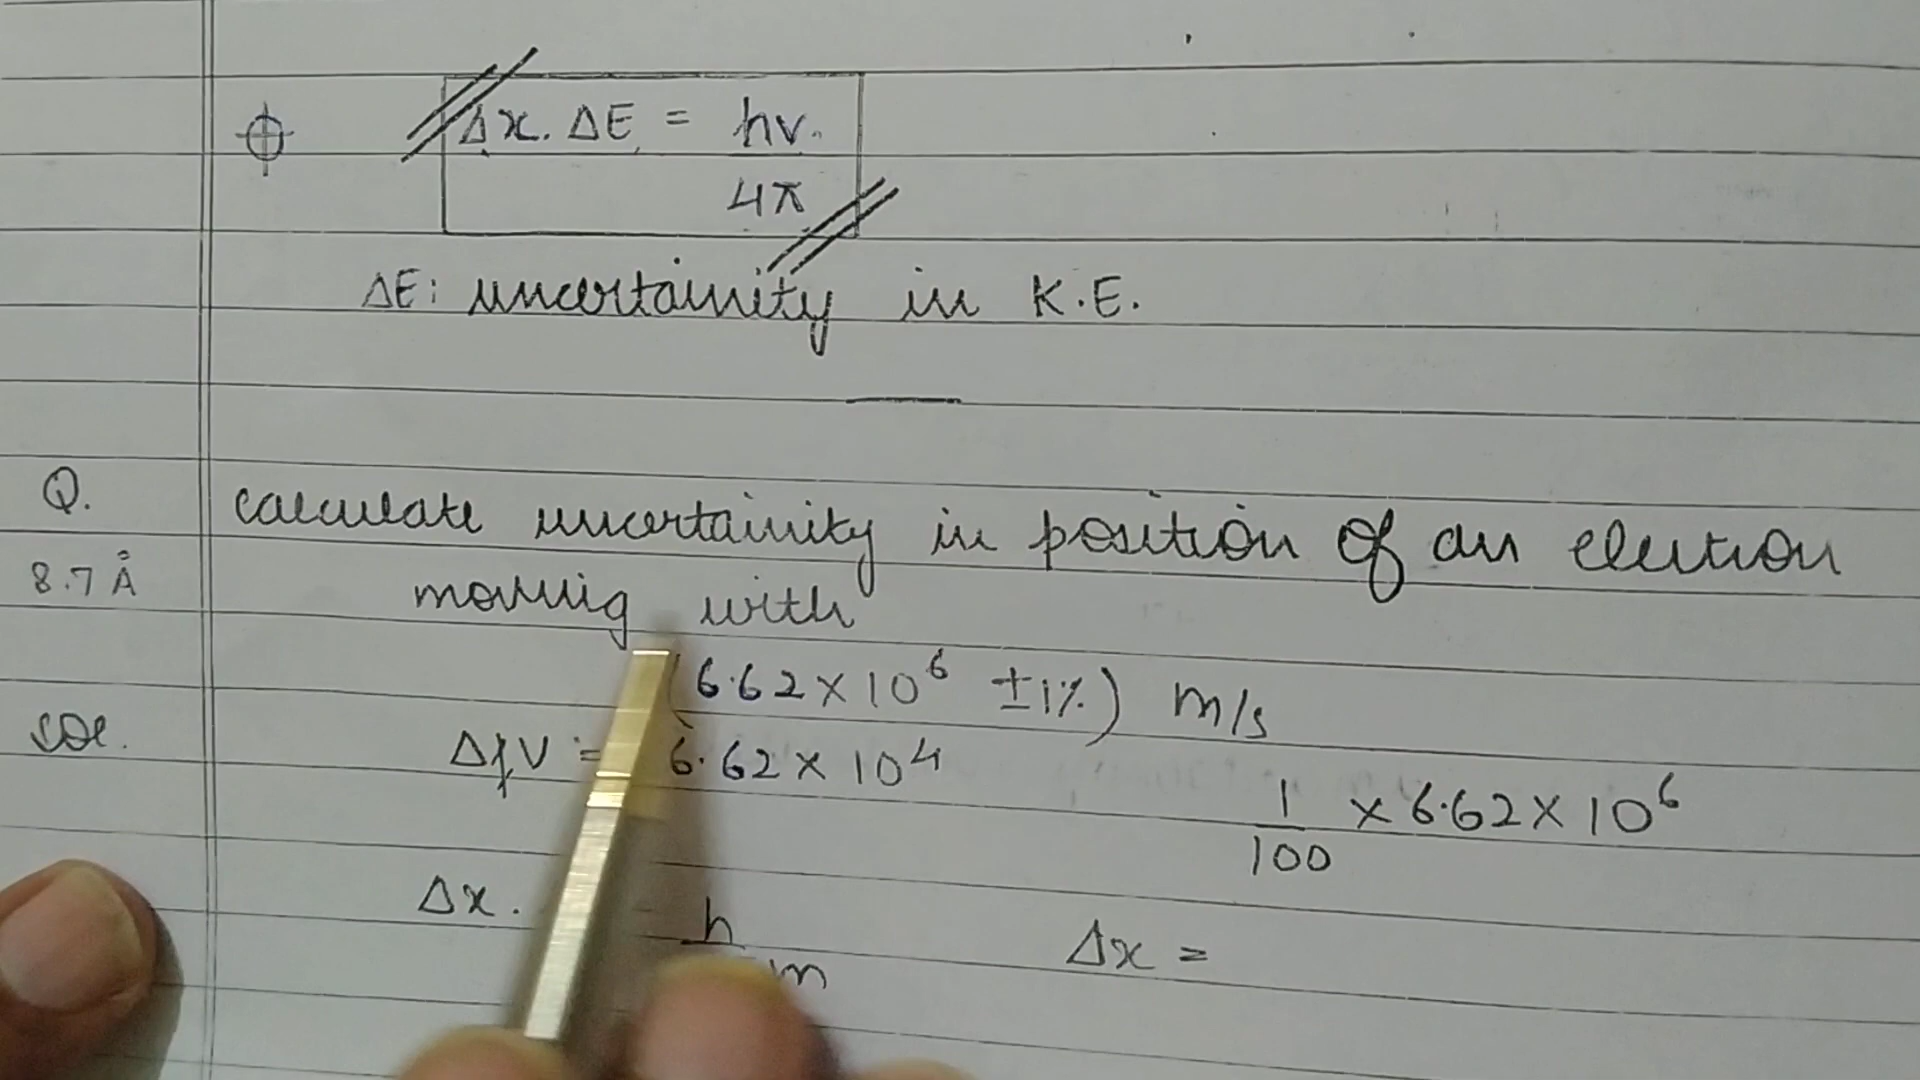 Δx. ΔE = hv.
4π
ΔE: uncertainity in K.E.
Q. calculate uncertainity in position of an electron
8.7 Å moving with
(6.62 × 10⁶ ±1%) m/s
sol. ΔV = 6.62 × 10⁴
1/100 × 6.62 × 10⁶
Δx. h
m
Δx =